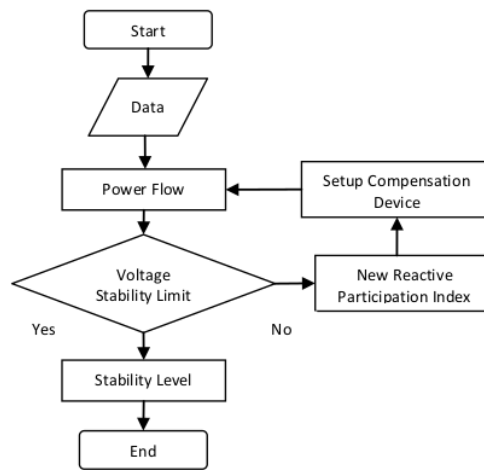 Start
Data
Power Flow
Setup Compensation
Device
Voltage
Stability Limit
New Reactive
Participation Index
Yes
No
Stability Level
End